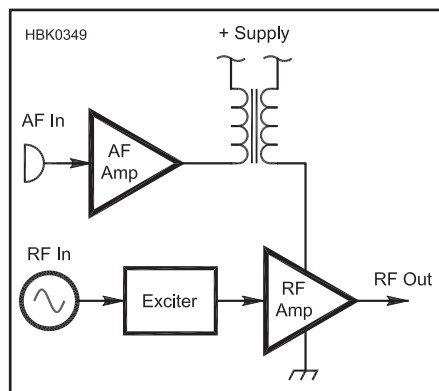 HBK0349
+ Supply
AF In
AF
Amp
RF In
Exciter
RF
Amp
RF Out